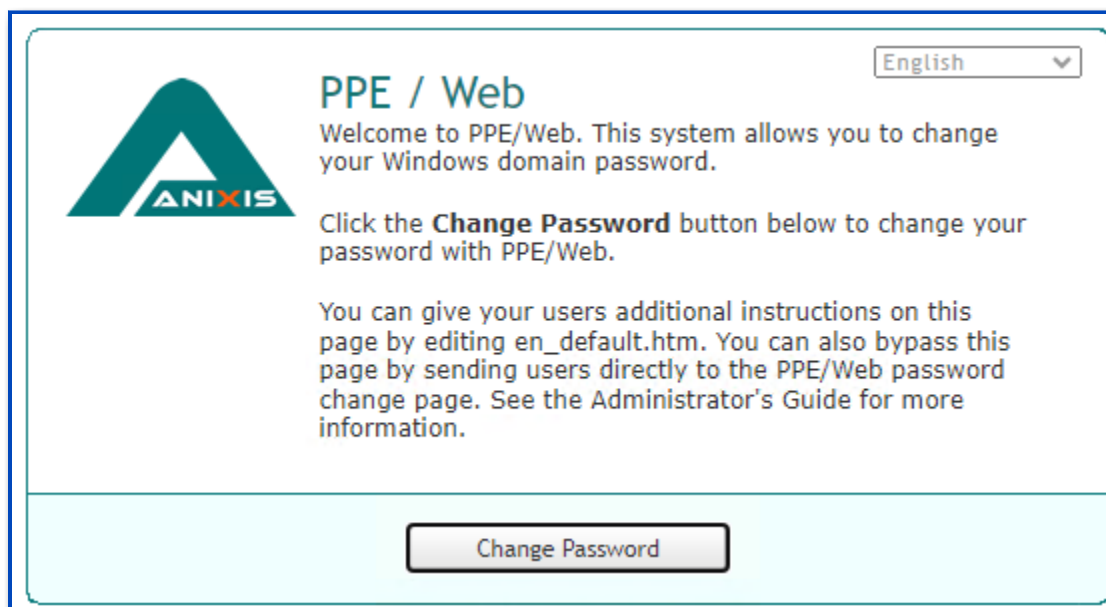 English
PPE / Web
Welcome to PPE/Web. This system allows you to change
your Windows domain password.
ANIXIS
Click the Change Password button below to change your
password with PPE/Web.
You can give your users additional instructions on this
page by editing en_default.htm. You can also bypass this
page by sending users directly to the PPE/Web password
change page. See the Administrator's Guide for more
information.
Change Password